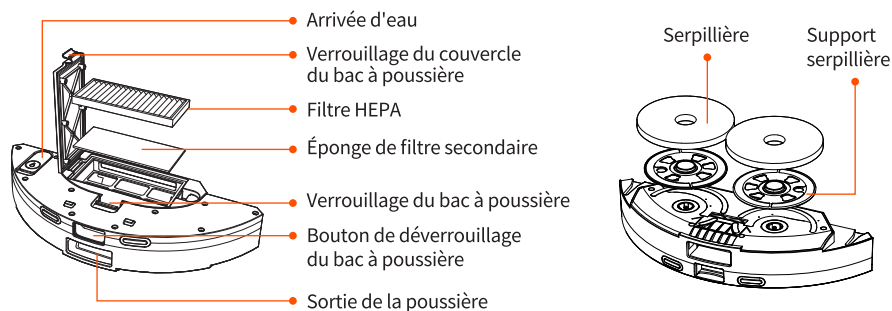 Arrivée d'eau
Verrouillage du couvercle
du bac à poussière
Filtre HEPA
Éponge de filtre secondaire
Verrouillage du bac à poussière
Bouton de déverrouillage
du bac à poussière
Sortie de la poussière
Serpillière
Support
serpillière